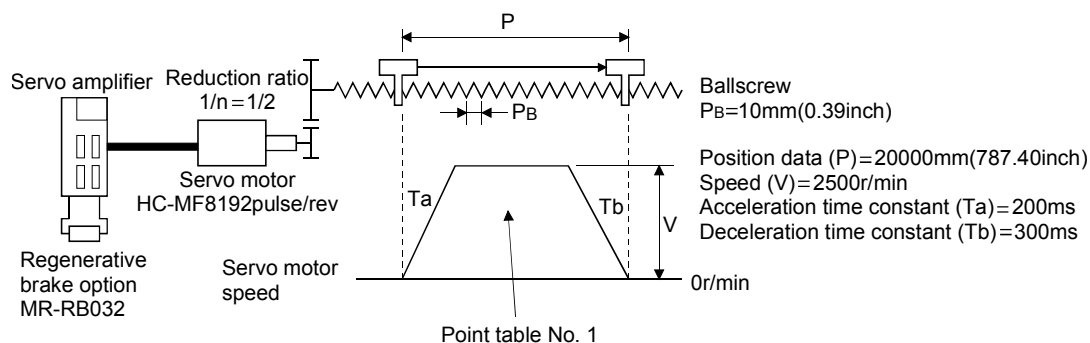 P
Servo amplifier
Reduction ratio
1/n=1/2
Ballscrew
PB=10mm(0.39inch)
PB
Position data (P)=20000mm(787.40inch)
Speed (V)=2500r/min
Acceleration time constant (Ta)=200ms
Deceleration time constant (Tb)=300ms
Servo motor
HC-MF8192pulse/rev
Ta
Tb
V
Regenerative
brake option
MR-RB032
Servo motor
speed
0r/min
Point table No. 1